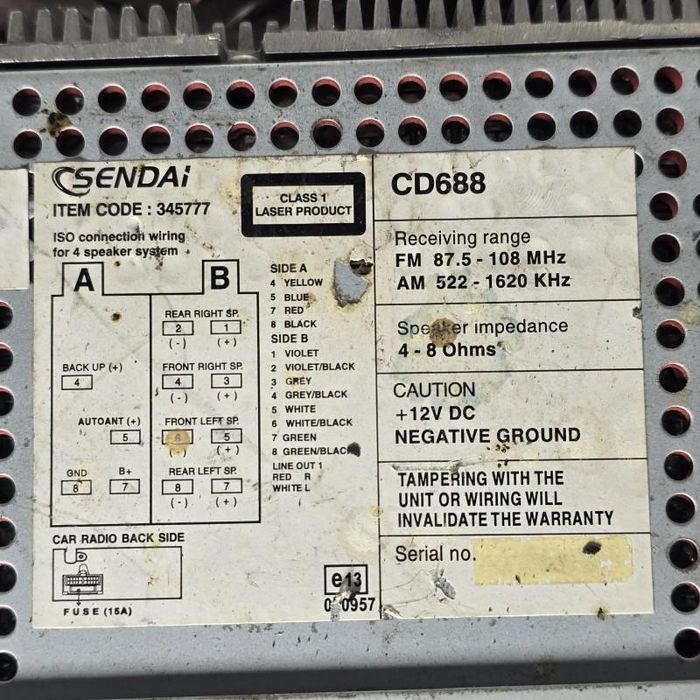 SENDAi
ITEM CODE : 345777
CLASS 1
LASER PRODUCT
ISO connection wiring
for 4 speaker system
A
B
REAR RIGHT SP.
2 1
(-) (+)
BACK UP (+)
4
FRONT RIGHT SP.
4 3
(-) (+)
AUTOANT (+)
5
FRONT LEFT SP.
6 5
(-) (+)
GND B+
8 7
REAR LEFT SP.
8 7
(-) (+)
CAR RADIO BACK SIDE
FUSE (15A)
SIDE A
4 YELLOW
5 BLUE
7 RED
8 BLACK
SIDE B
1 VIOLET
2 VIOLET/BLACK
3 GREY
4 GREY/BLACK
5 WHITE
6 WHITE/BLACK
7 GREEN
8 GREEN/BLACK
LINE OUT 1
RED R
WHITE L
e13
CD688
Receiving range
FM 87.5 - 108 MHz
AM 522 - 1620 KHz
Speaker impedance
4 - 8 Ohms
CAUTION
+12V DC
NEGATIVE GROUND
TAMPERING WITH THE
UNIT OR WIRING WILL
INVALIDATE THE WARRANTY
Serial no.